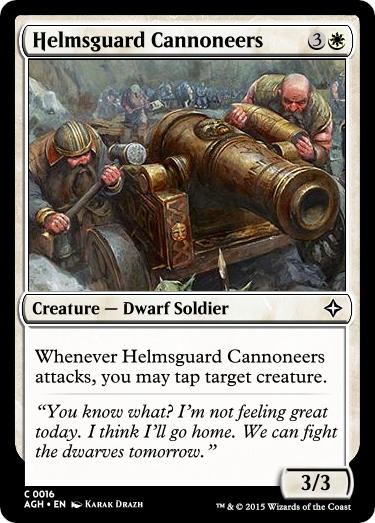 Helmsguard Cannoneers 3
Creature — Dwarf Soldier
Whenever Helmsguard Cannoneers
attacks, you may tap target creature.
“You know what? I’m not feeling great
today. I think I’ll go home. We can fight
the dwarves tomorrow.”
3/3
C 0016
AGH • EN Karak Drazh
™ & © 2015 Wizards of the Coast